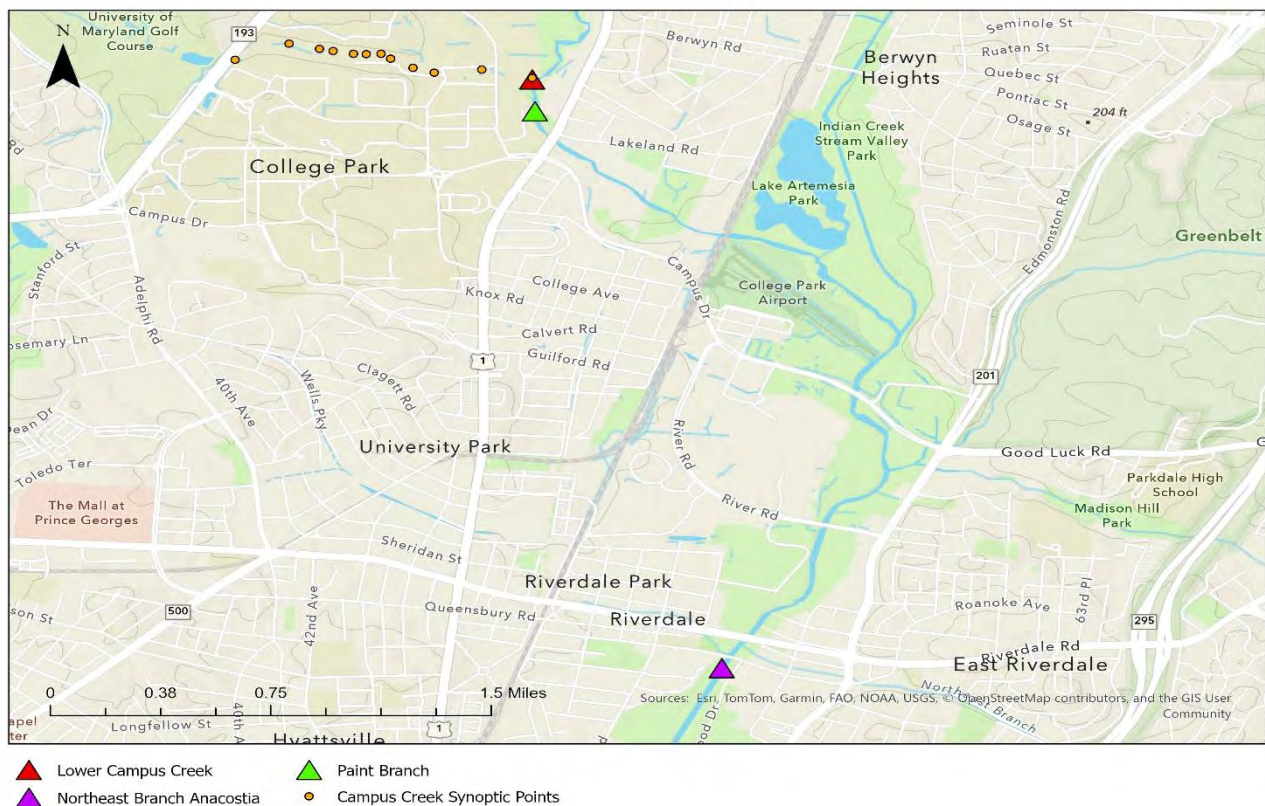 University of
Maryland Golf
Course
193
N
Berwyn Rd
Berwyn
Heights
Seminole St
Ruatan St
Quebec St
Pontiac St
Osage St
204 ft
College Park
Lakeland Rd
Indian Creek
Stream Valley
Park
Lake Artemesia
Park
Campus Dr
Stanford St
Adelphi Rd
Edmonston Rd
Greenbelt
Campus Dr
College Park
Airport
Knox Rd
College Ave
Calvert Rd
Guilford Rd
1
201
40th Ave
Wells Pky
Clagett Rd
Toledo Ter
University Park
River Rd
Good Luck Rd
Parkdale High
School
Madison Hill
Park
The Mall at
Prince Georges
River Rd
Sheridan St
Riverdale Park
Riverdale
Queensbury Rd
500
42nd Ave
Roanoke Ave
63rd Pl
295
Riverdale Rd
East Riverdale
Northeast Branch
0 0.38 0.75 1.5 Miles
Sources: Esri, TomTom, Garmin, FAO, NOAA, USGS, © OpenStreetMap contributors, and the GIS User
Community
Longfellow St
1
Hyattsville
Lower Campus Creek
Paint Branch
Northeast Branch Anacostia
Campus Creek Synoptic Points